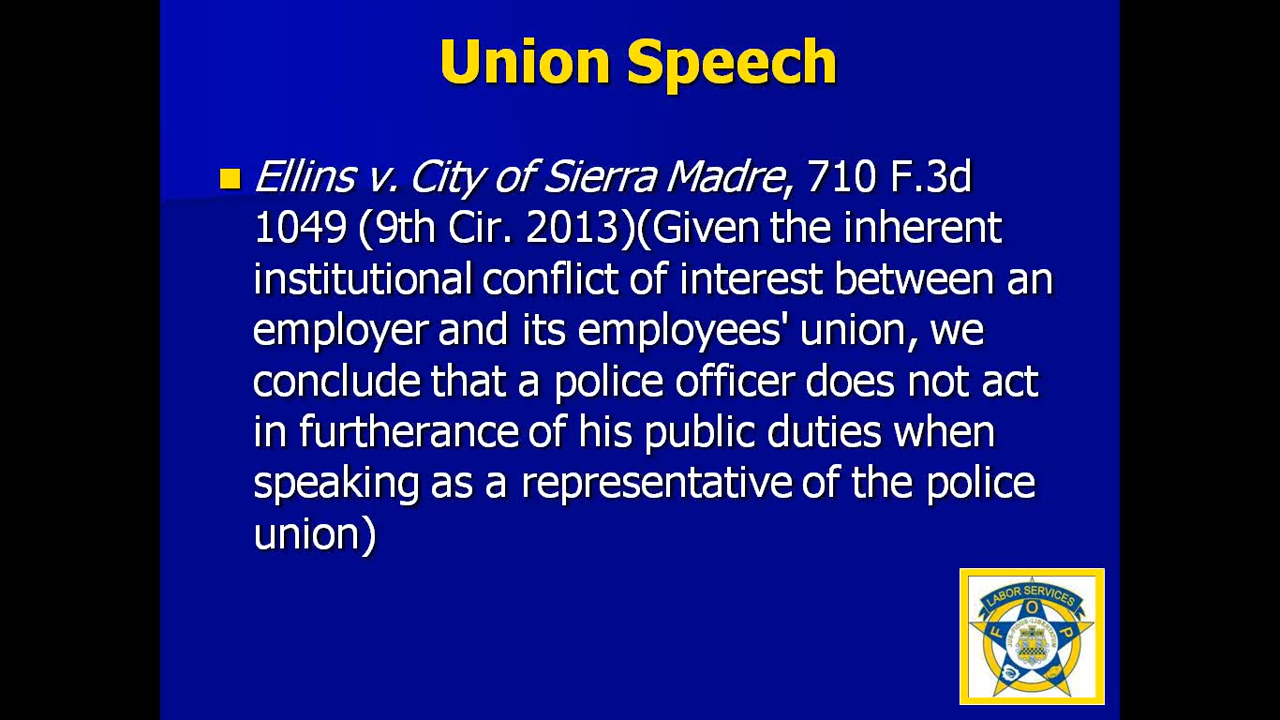 Union Speech
Ellins v. City of Sierra Madre, 710 F.3d
1049 (9th Cir. 2013)(Given the inherent
institutional conflict of interest between an
employer and its employees' union, we
conclude that a police officer does not act
in furtherance of his public duties when
speaking as a representative of the police
union)
LABOR SERVICES
F O P